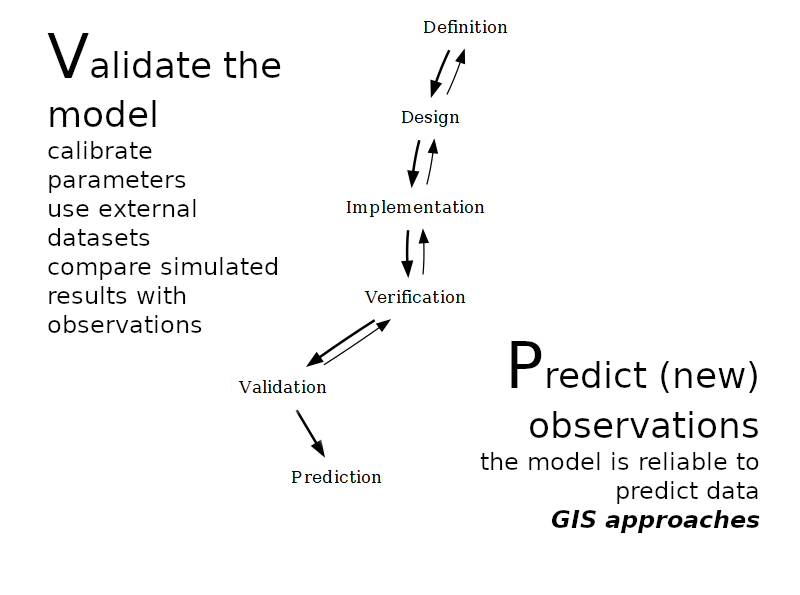 Validate the
model
calibrate
parameters
use external
datasets
compare simulated
results with
observations
Definition
Design
Implementation
Verification
Validation
Prediction
Predict (new)
observations
the model is reliable to
predict data
GIS approaches